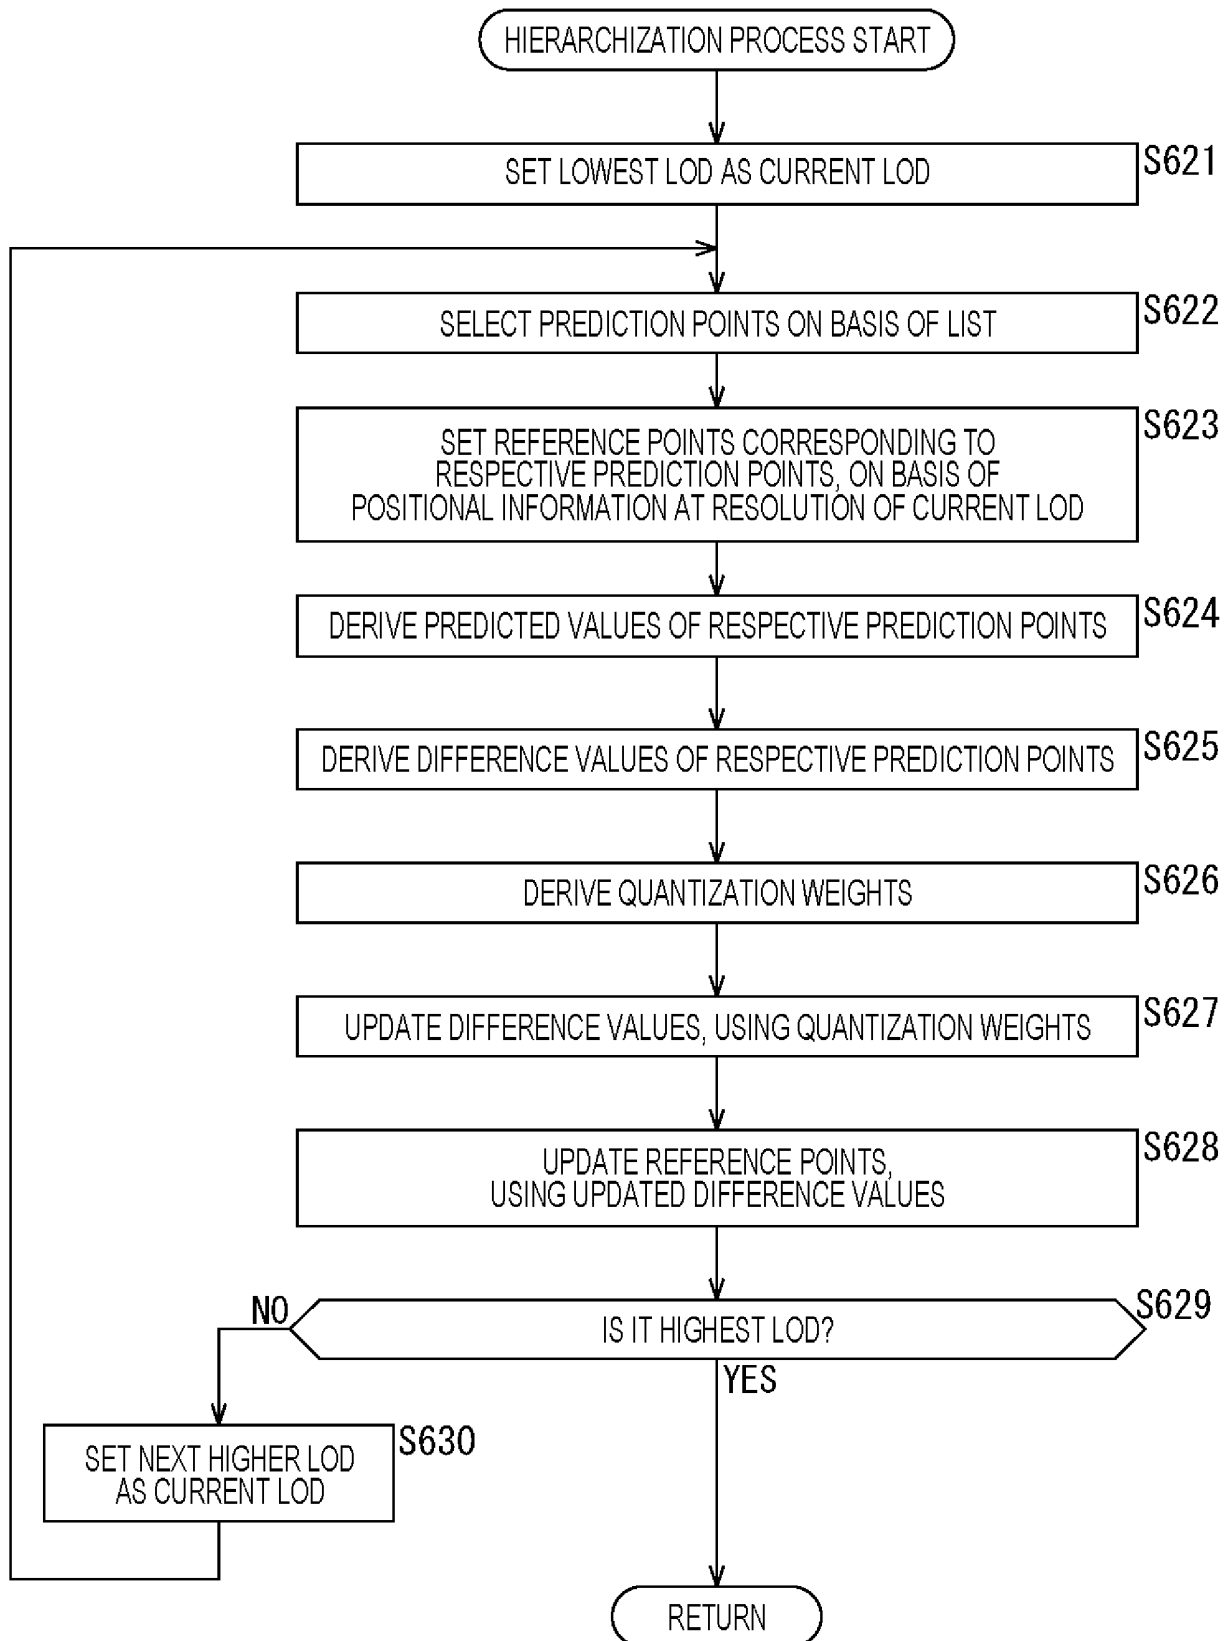 HIERARCHIZATION PROCESS START
SET LOWEST LOD AS CURRENT LOD
S621
SELECT PREDICTION POINTS ON BASIS OF LIST
S622
SET REFERENCE POINTS CORRESPONDING TO
RESPECTIVE PREDICTION POINTS, ON BASIS OF
POSITIONAL INFORMATION AT RESOLUTION OF CURRENT LOD
S623
DERIVE PREDICTED VALUES OF RESPECTIVE PREDICTION POINTS
S624
DERIVE DIFFERENCE VALUES OF RESPECTIVE PREDICTION POINTS
S625
DERIVE QUANTIZATION WEIGHTS
S626
UPDATE DIFFERENCE VALUES, USING QUANTIZATION WEIGHTS
S627
UPDATE REFERENCE POINTS,
USING UPDATED DIFFERENCE VALUES
S628
NO
IS IT HIGHEST LOD?
S629
YES
SET NEXT HIGHER LOD
AS CURRENT LOD
S630
RETURN